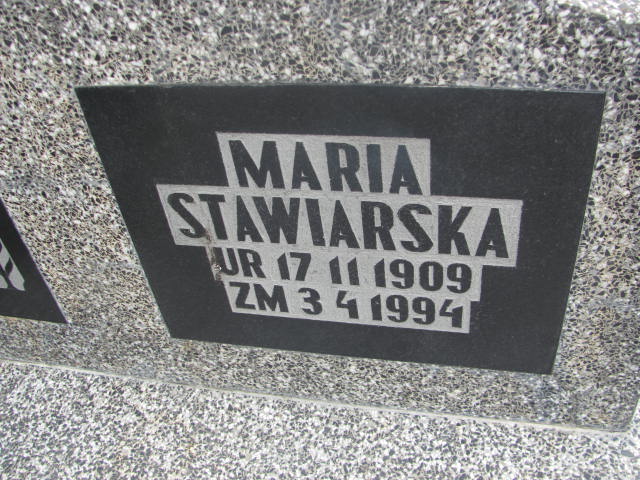 MARIA
STAWIARSKA
UR 17 11 1909
ZM 3 4 1994